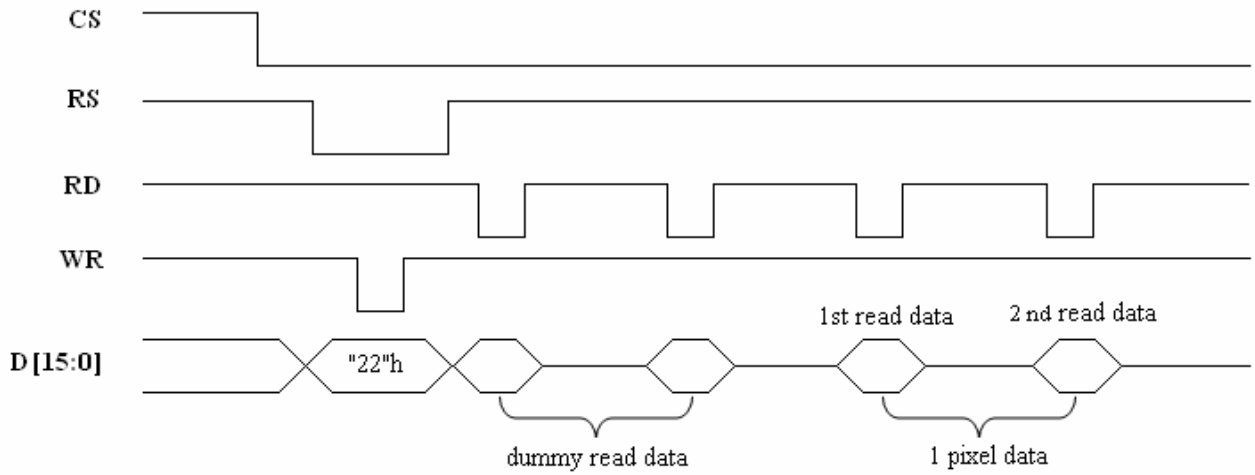 CS
RS
RD
WR
1st read data
2 nd read data
D[15:0]
"22"h
dummy read data
1 pixel data